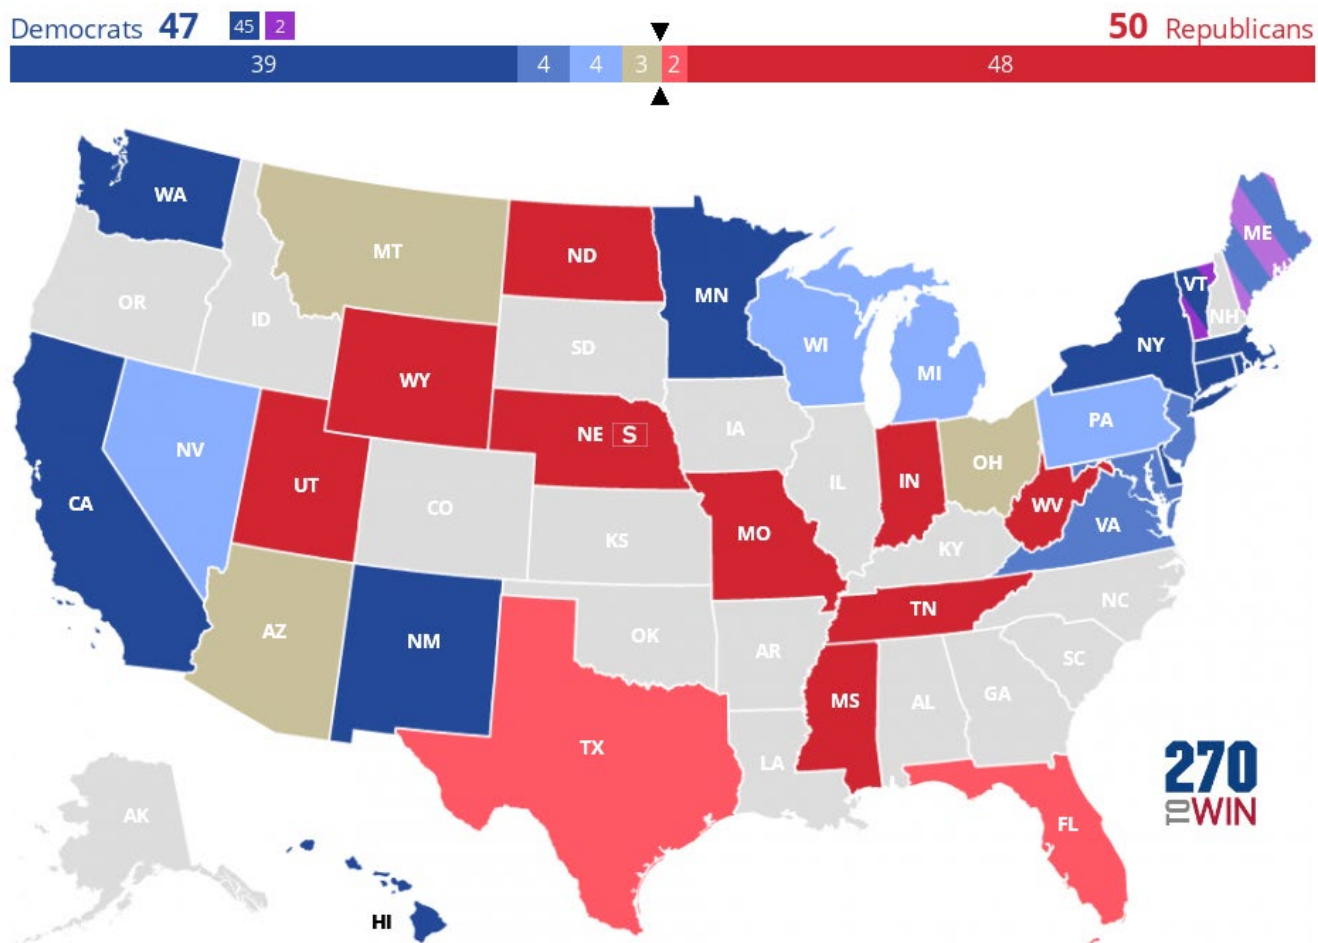 Democrats 47 45 2 50 Republicans
39 4 4 3 2 48
WA
MT
ND
MN
ME
VT
OR
ID
SD
WI
NH
NY
WY
MI
NV
NE S
IA
PA
CA
UT
CO
IL
IN
OH
WV
KS
MO
KY
VA
AZ
NM
OK
AR
TN
NC
SC
MS
AL
GA
TX
LA
AK
FL
HI
270
TO WIN